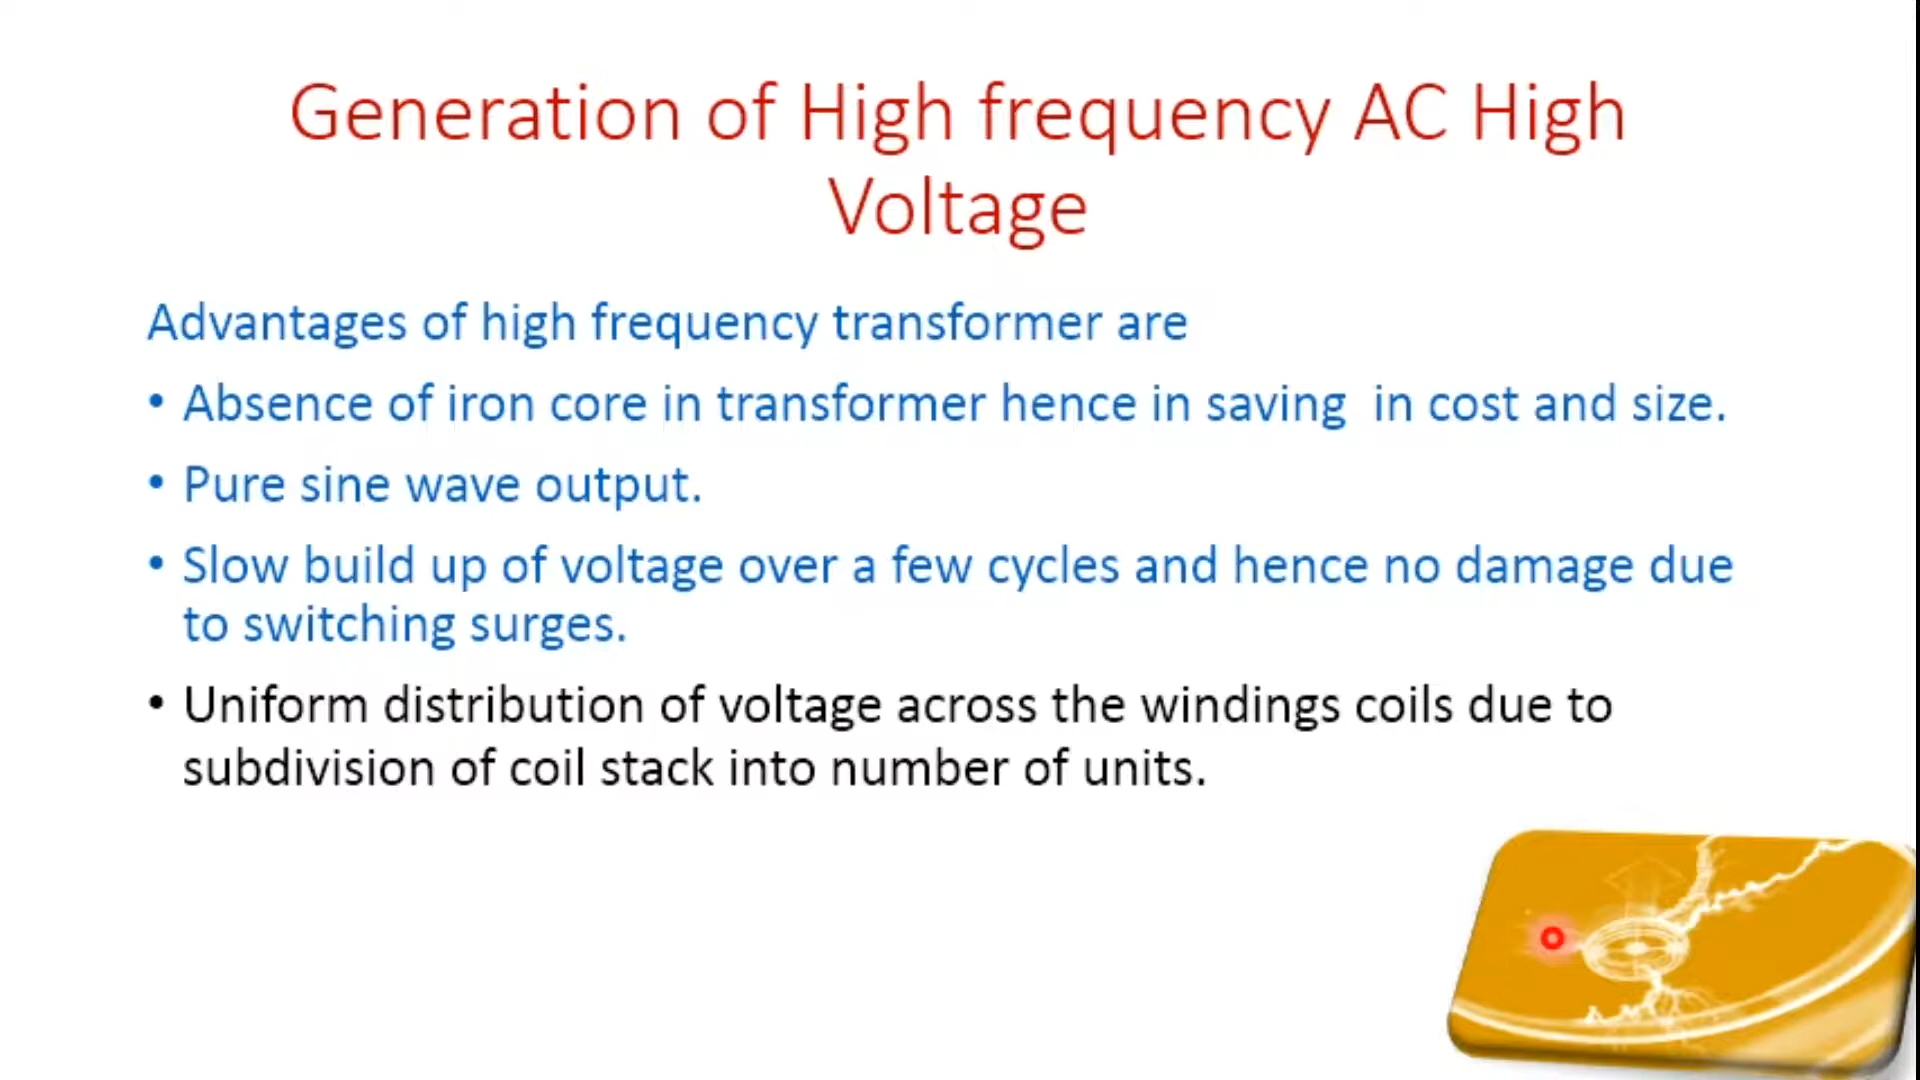 Generation of High frequency AC High
Voltage
Advantages of high frequency transformer are
• Absence of iron core in transformer hence in saving  in cost and size.
• Pure sine wave output.
• Slow build up of voltage over a few cycles and hence no damage due
to switching surges.
• Uniform distribution of voltage across the windings coils due to
subdivision of coil stack into number of units.